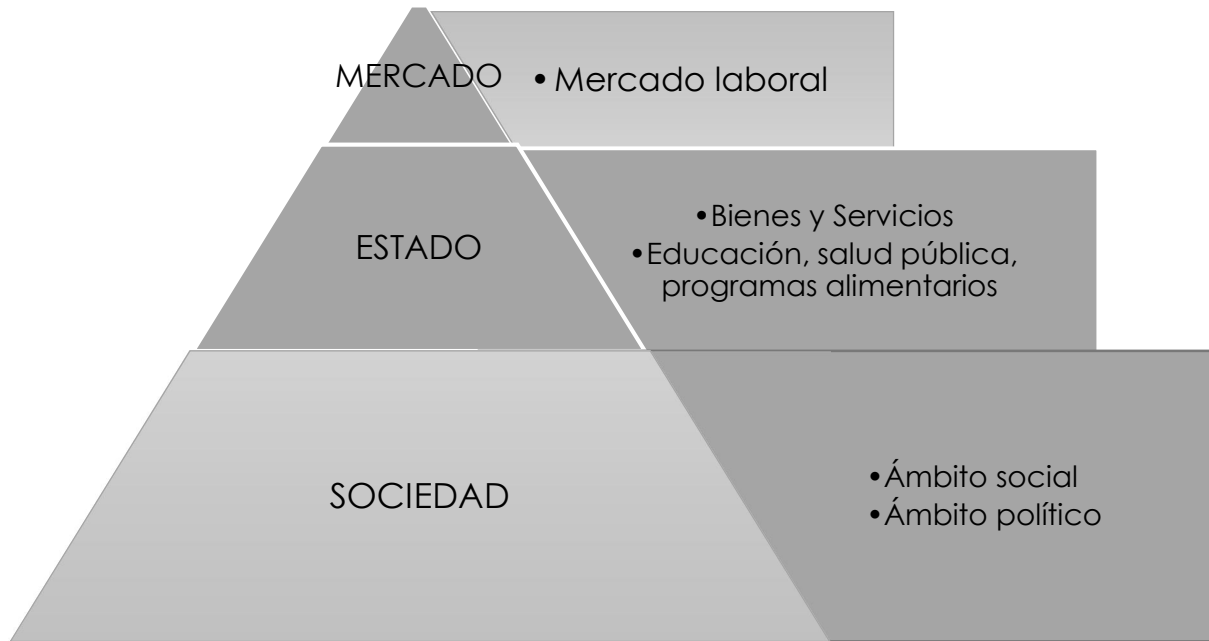 MERCADO
• Mercado laboral
ESTADO
•Bienes y Servicios
•Educación, salud pública,
programas alimentarios
SOCIEDAD
•Ámbito social
•Ámbito político